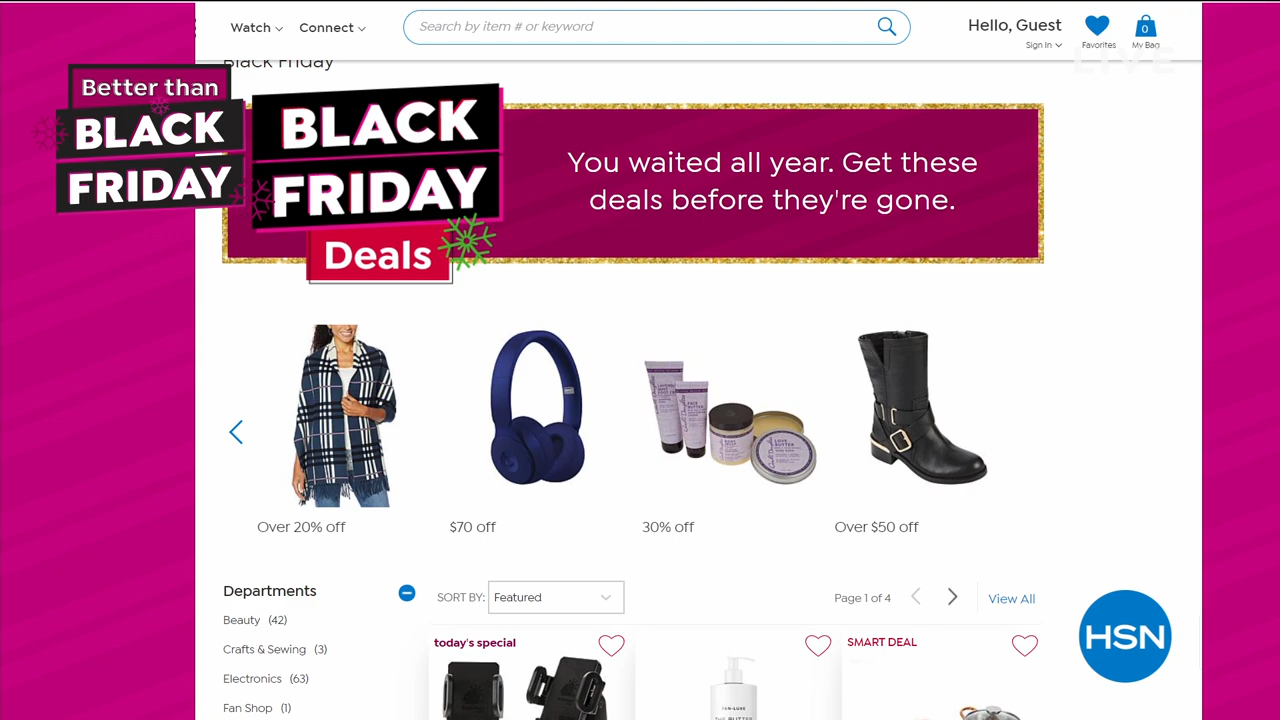 Watch
Connect
Search by item # or keyword
Hello, Guest
Sign In
Favorites
0
My Bag
LIVE
Black Friday
Better than
BLACK
FRIDAY
BLACK
FRIDAY
Deals
You waited all year. Get these
deals before they're gone.
Over 20% off
$70 off
30% off
Over $50 off
Departments
Beauty (42)
Crafts & Sewing (3)
Electronics (63)
Fan Shop (1)
SORT BY:
Featured
Page 1 of 4
View All
today's special
SMART DEAL
HSN